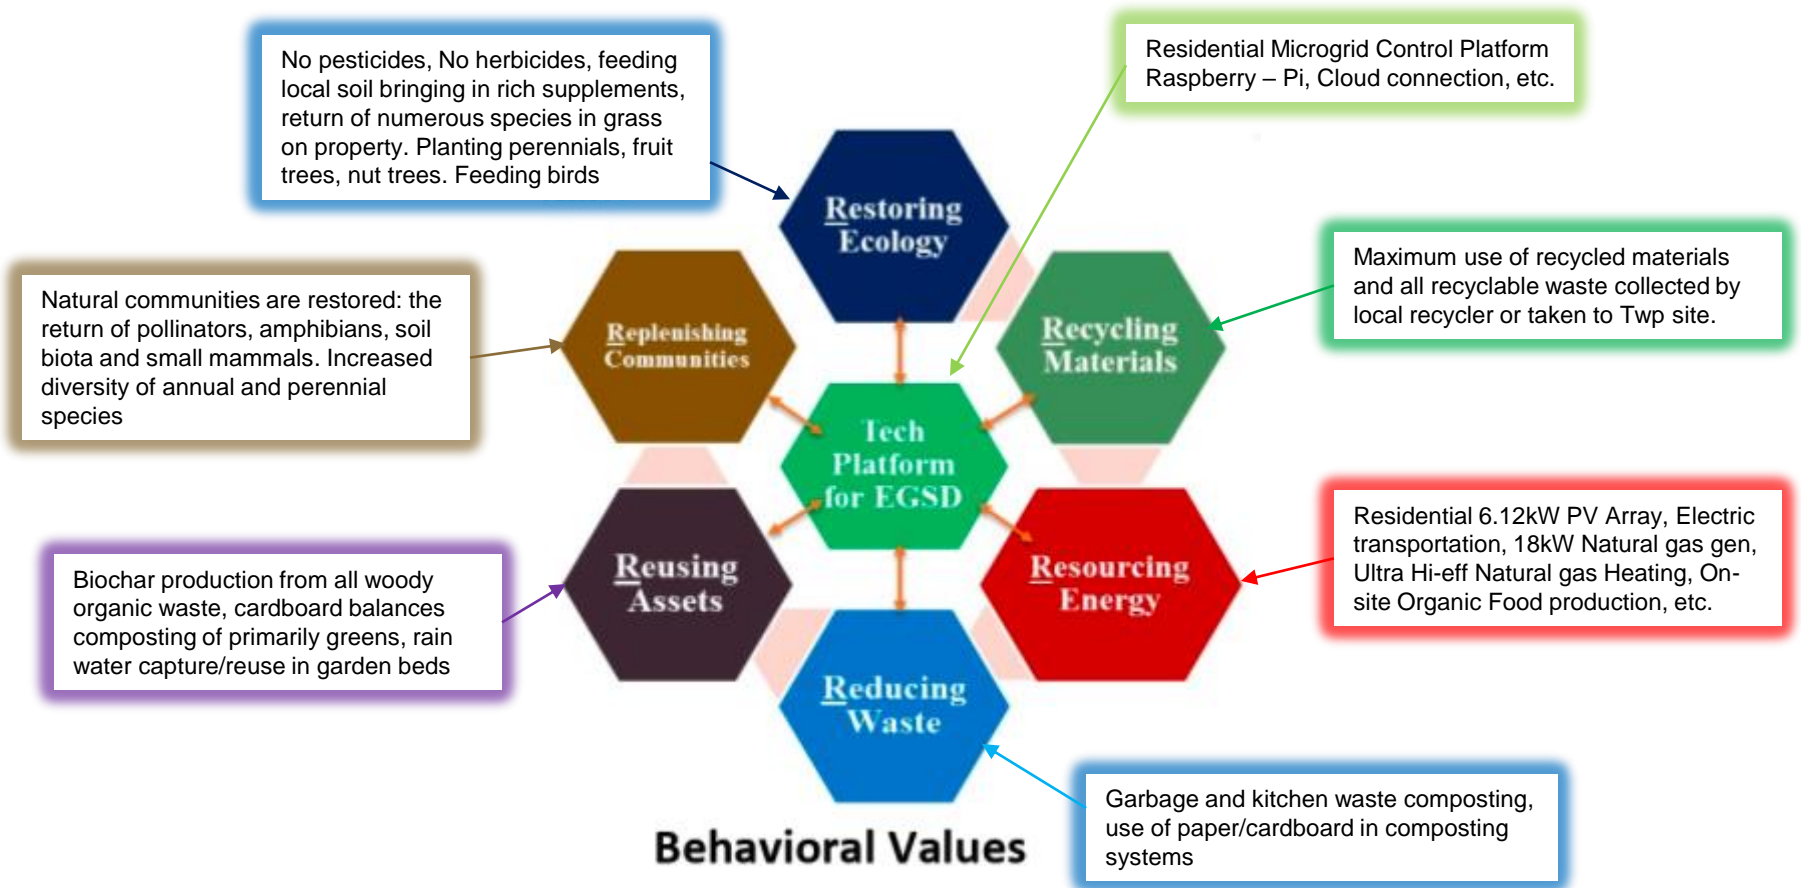 No pesticides, No herbicides, feeding
local soil bringing in rich supplements,
return of numerous species in grass
on property. Planting perennials, fruit
trees, nut trees. Feeding birds
Residential Microgrid Control Platform
Raspberry – Pi, Cloud connection, etc.
Restoring
Ecology
Natural communities are restored: the
return of pollinators, amphibians, soil
biota and small mammals. Increased
diversity of annual and perennial
species
Replenishing
Communities
Recycling
Materials
Maximum use of recycled materials
and all recyclable waste collected by
local recycler or taken to Twp site.
Tech
Platform
for EGSD
Biochar production from all woody
organic waste, cardboard balances
composting of primarily greens, rain
water capture/reuse in garden beds
Reusing
Assets
Resourcing
Energy
Residential 6.12kW PV Array, Electric
transportation, 18kW Natural gas gen,
Ultra Hi-eff Natural gas Heating, On-
site Organic Food production, etc.
Reducing
Waste
Garbage and kitchen waste composting,
use of paper/cardboard in composting
systems
Behavioral Values